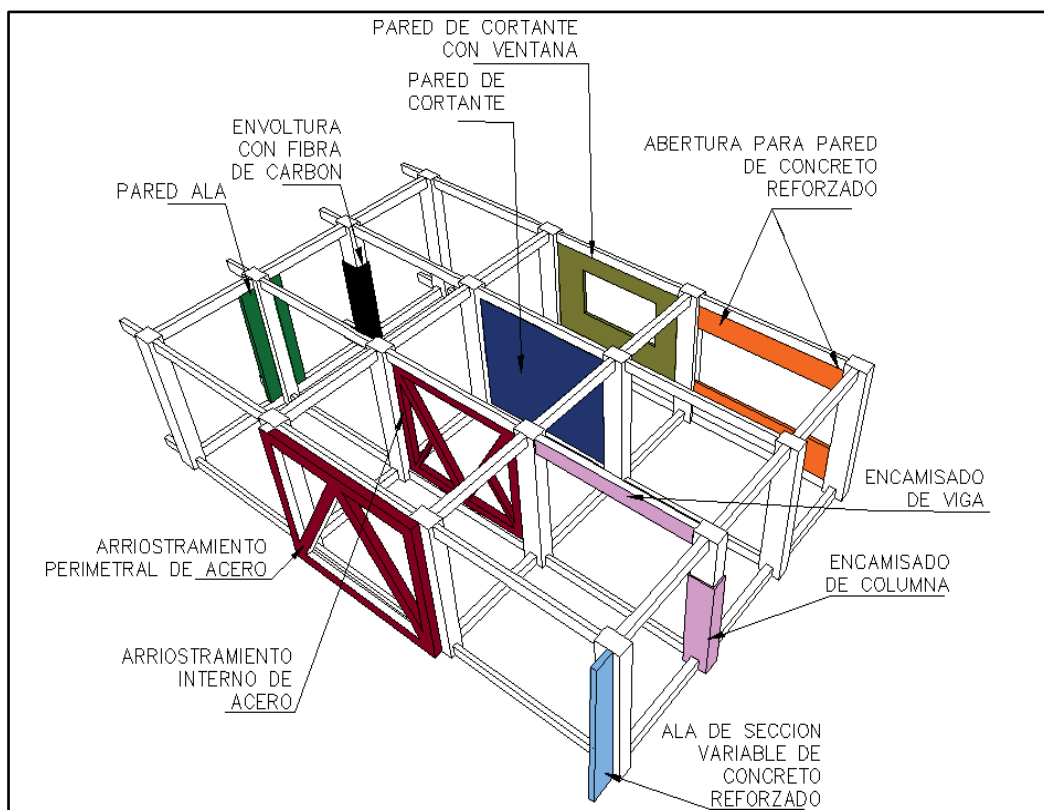 PARED DE CORTANTE
CON VENTANA
PARED DE
CORTANTE
ENVOLTURA
CON FIBRA
DE CARBON
PARED ALA
ABERTURA PARA PARED
DE CONCRETO
REFORZADO
ENCAMISADO
DE VIGA
ENCAMISADO
DE COLUMNA
ARRIOSTRAMIENTO
PERIMETRAL DE ACERO
ARRIOSTRAMIENTO
INTERNO DE
ACERO
ALA DE SECCION
VARIABLE DE
CONCRETO
REFORZADO